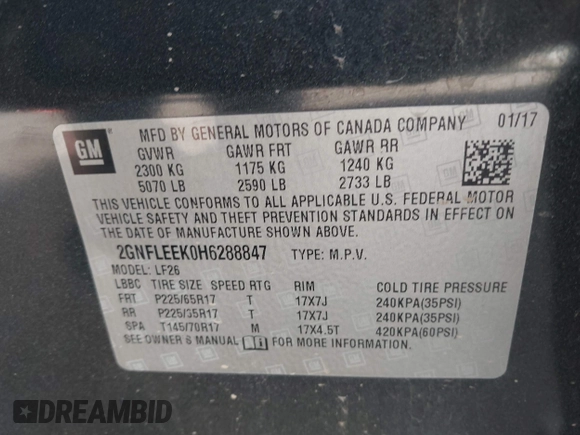 GM
MFD BY GENERAL MOTORS OF CANADA COMPANY 01/17
GVWR GAWR FRT GAWR RR
2300 KG 1175 KG 1240 KG
5070 LB 2590 LB 2733 LB
THIS VEHICLE CONFORMS TO ALL APPLICABLE U.S. FEDERAL MOTOR
VEHICLE SAFETY AND THEFT PREVENTION STANDARDS IN EFFECT ON
THE DATE OF MANUFACTURE SHOWN ABOVE.
2GNFLEEK0H6288847 TYPE: M.P.V.
MODEL: LF26
LBBC TIRE SIZE SPEED RTG RIM COLD TIRE PRESSURE
FRT P225/65R17 T 17X7J 240KPA(35PSI)
RR P225/65R17 T 17X7J 240KPA(35PSI)
SPA T145/70R17 M 17X4.5T 420KPA(60PSI)
SEE OWNER'S MANUAL FOR MORE INFORMATION.
DREAMBID